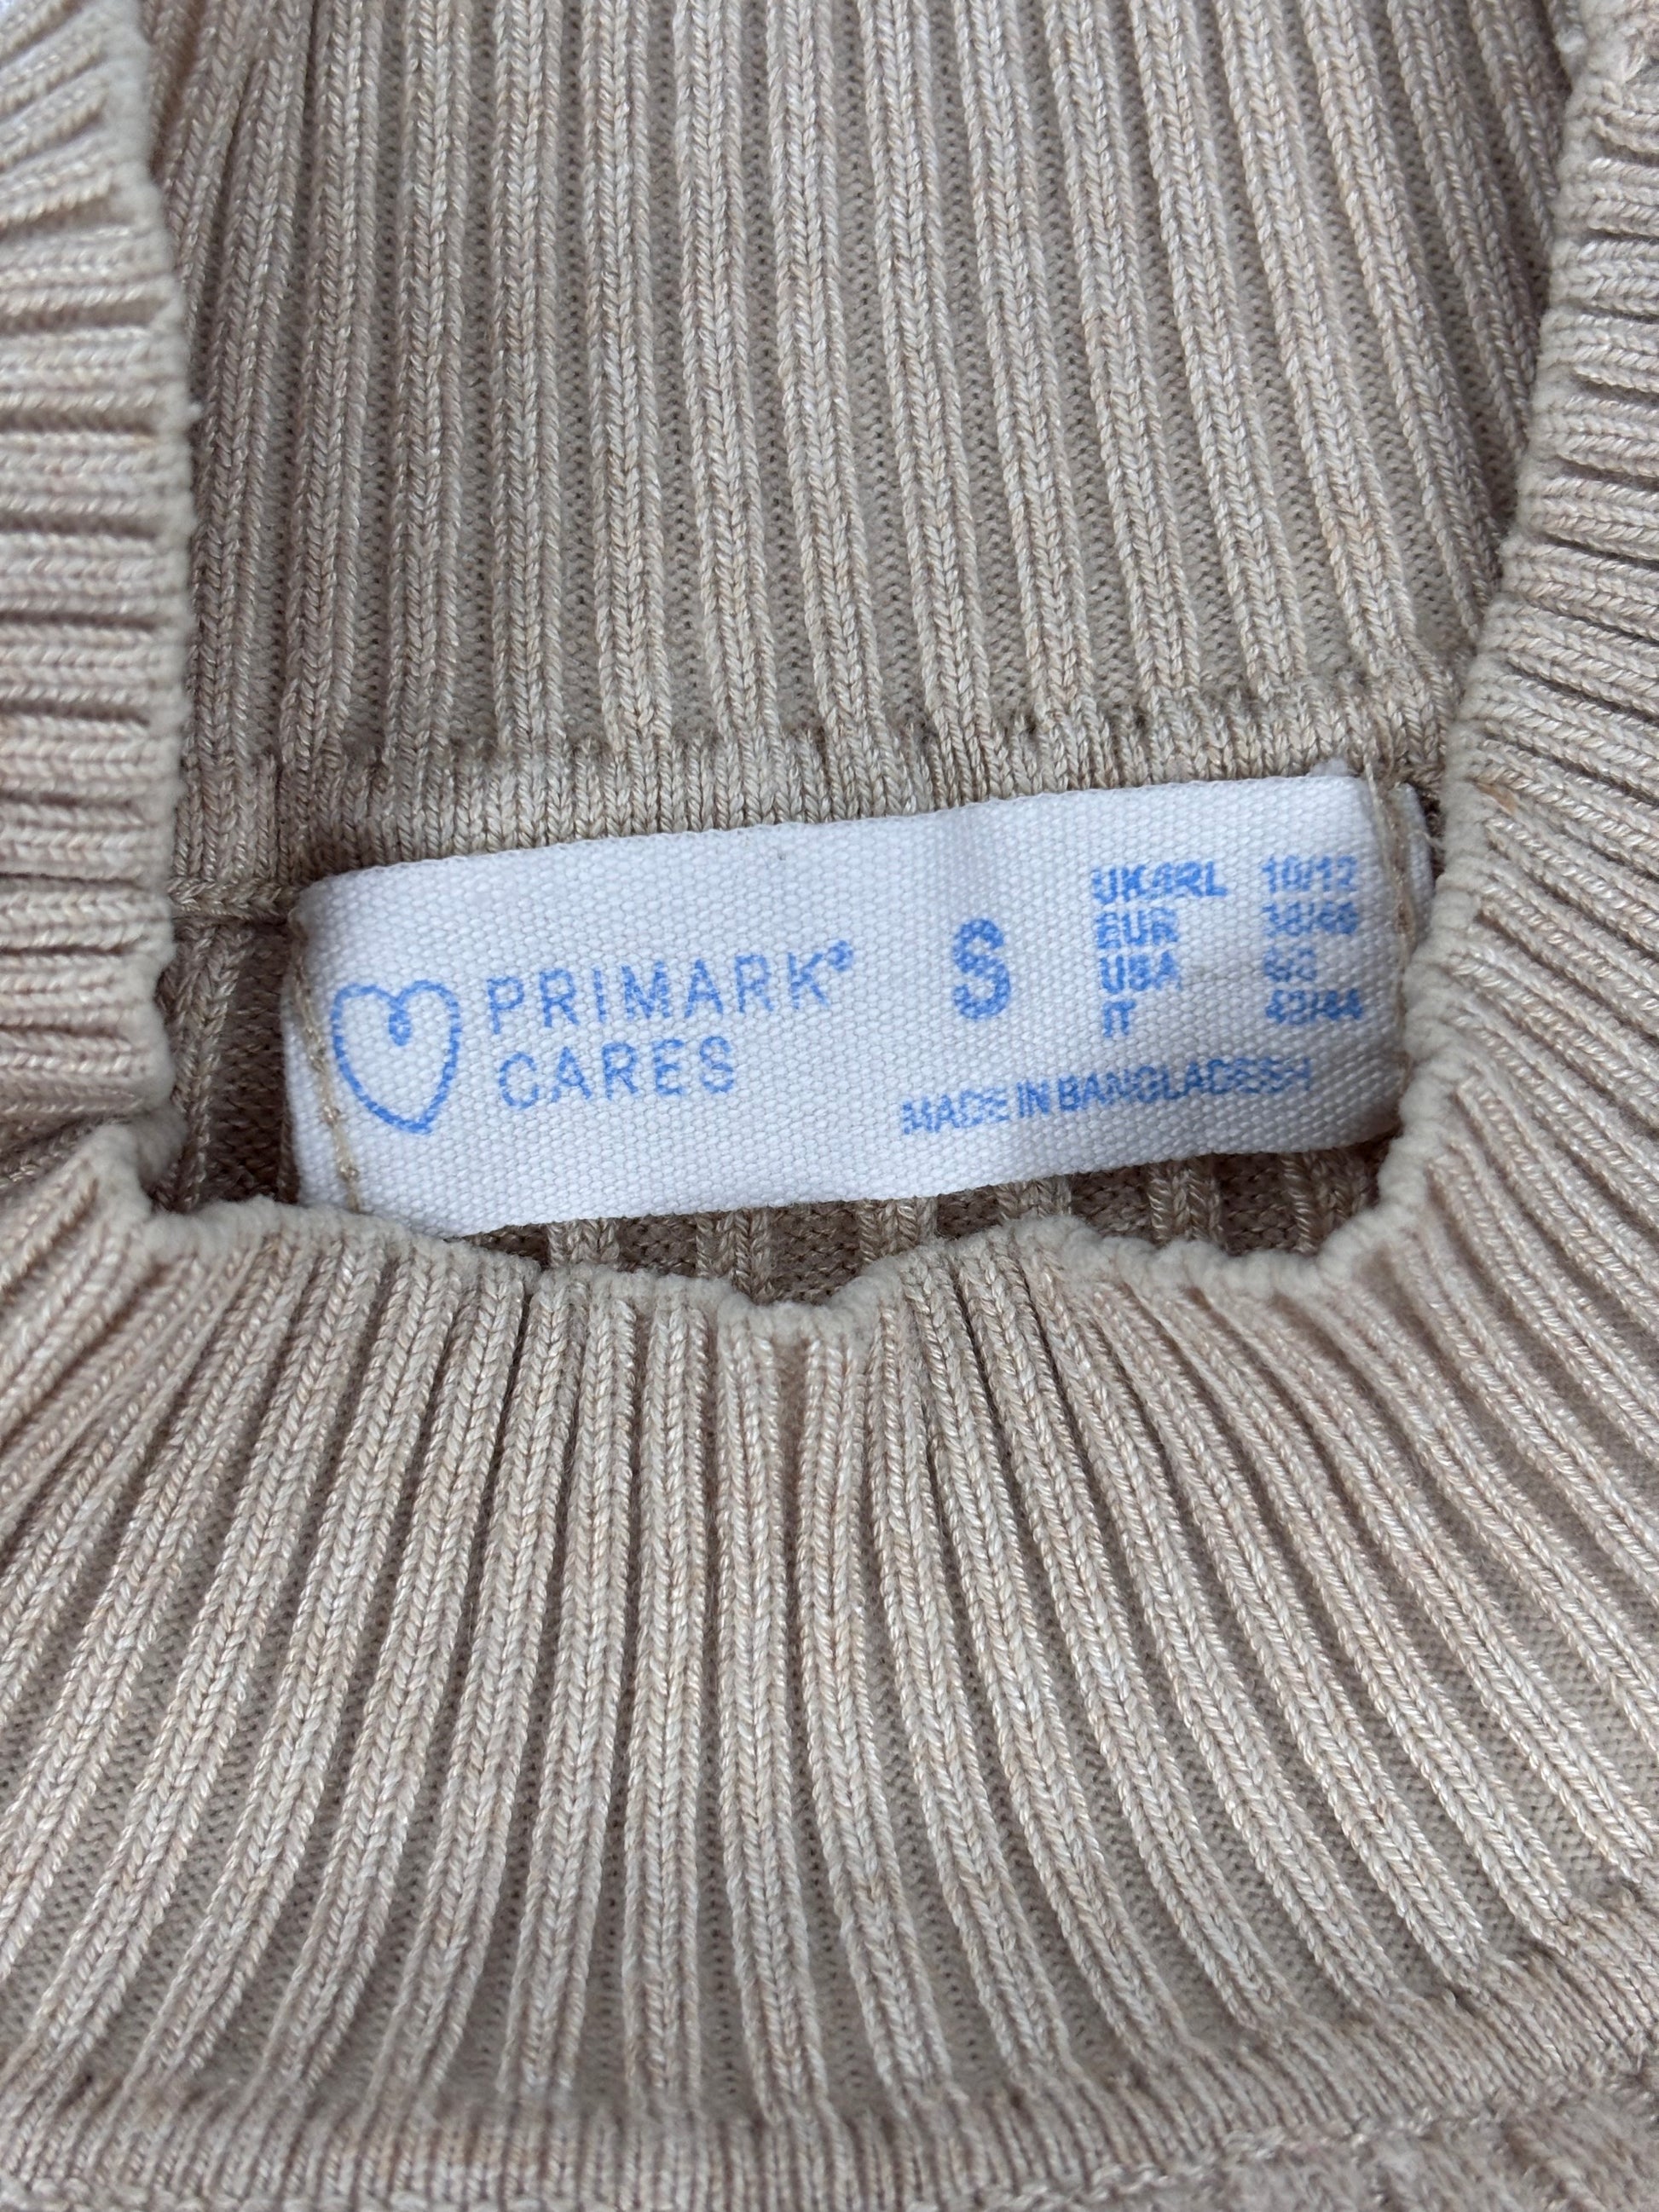 PRIMARK®
CARES
S
UK/IRL 10/12
EUR 38/40
USA 6/8
IT 42/44
MADE IN BANGLADESH